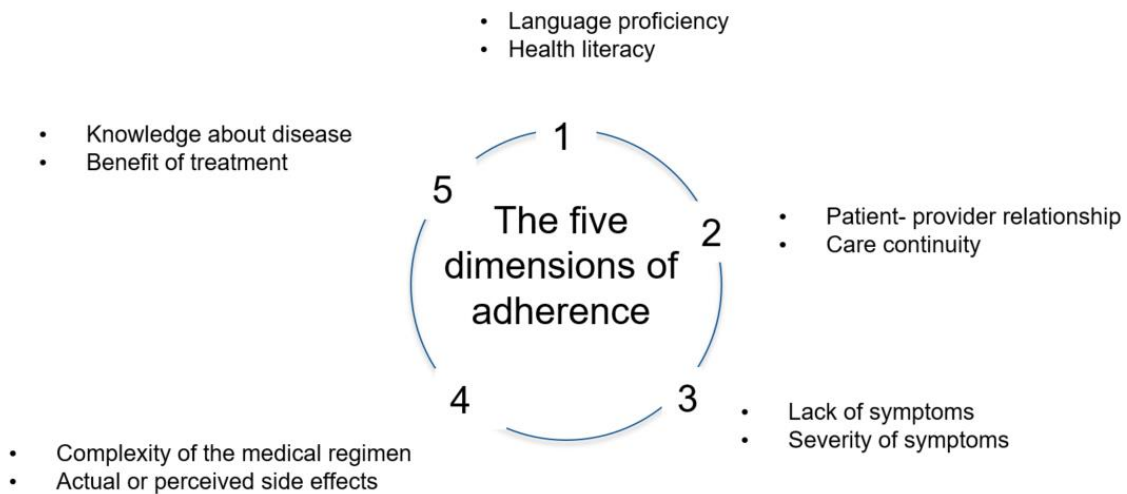 • Language proficiency
• Health literacy
• Knowledge about disease
• Benefit of treatment
1
5
2
The five
dimensions of
adherence
• Patient- provider relationship
• Care continuity
4
3
• Lack of symptoms
• Severity of symptoms
• Complexity of the medical regimen
• Actual or perceived side effects